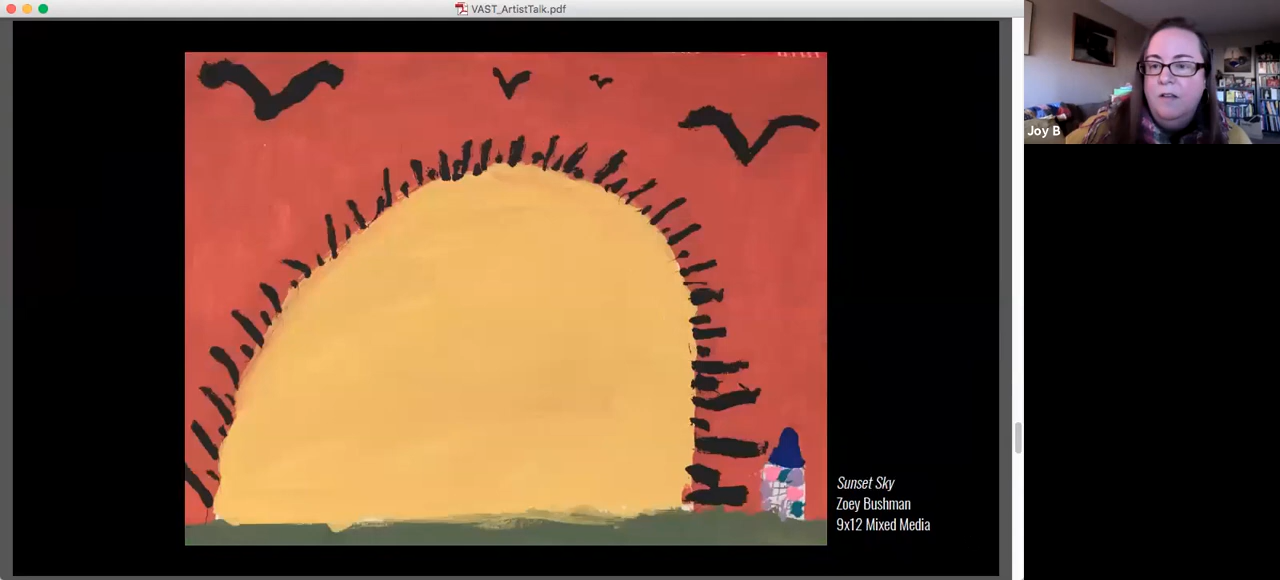 VAST_ArtistTalk.pdf
Joy B
Sunset Sky
Zoey Bushman
9x12 Mixed Media